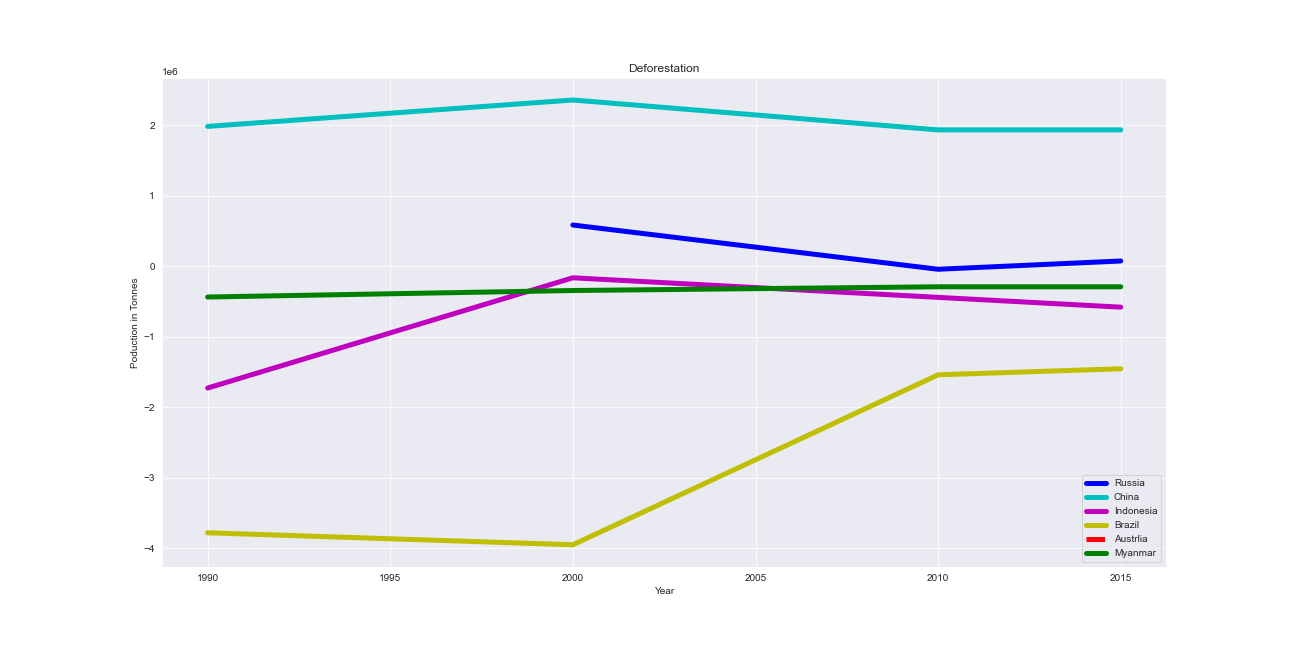 Deforestation
1e6
2
1
0
−1
−2
−3
−4
Poduction in Tonnes
1990
1995
2000
2005
2010
2015
Year
Russia
China
Indonesia
Brazil
Austrlia
Myanmar